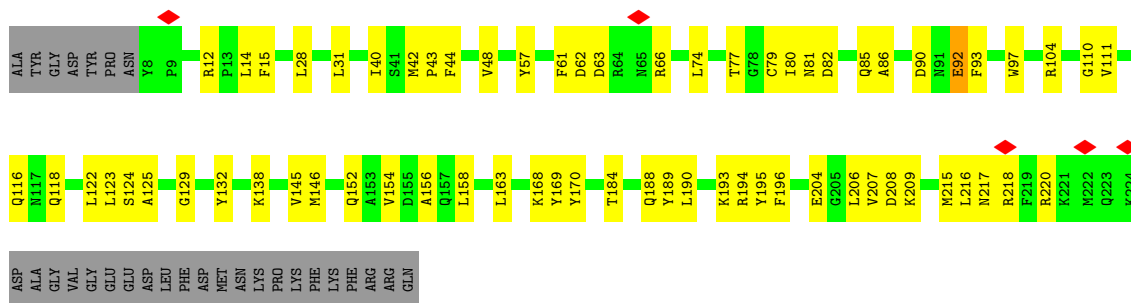 ALA TYR GLY ASP TYR PRO ASN Y8 P9 R12 P13 L14 F15 L28 L31 I40 S41 M42 P43 F44 V48 Y57 F61 D62 D63 R64 N65 R66 L74 T77 G78 C79 I80 N81 D82 Q85 A86 D90 N91 E92 F93 W97 R104 G110 V111
Q116 N117 Q118 L122 L123 S124 A125 G129 Y132 K138 V145 M146 Q152 A153 V154 D155 A156 Q157 L158 L163 K168 Y169 Y170 T184 Q188 Y189 L190 K193 R194 Y195 F196 E204 G205 L206 V207 D208 K209 M215 L216 N217 R218 F219 R220 K221 M222 Q223 K224
ASP ALA GLY VAL GLY GLU GLU ASP LEU PHE ASP MET ASN LYS PRO LYS PHE LYS PHE ARG ARG GLN